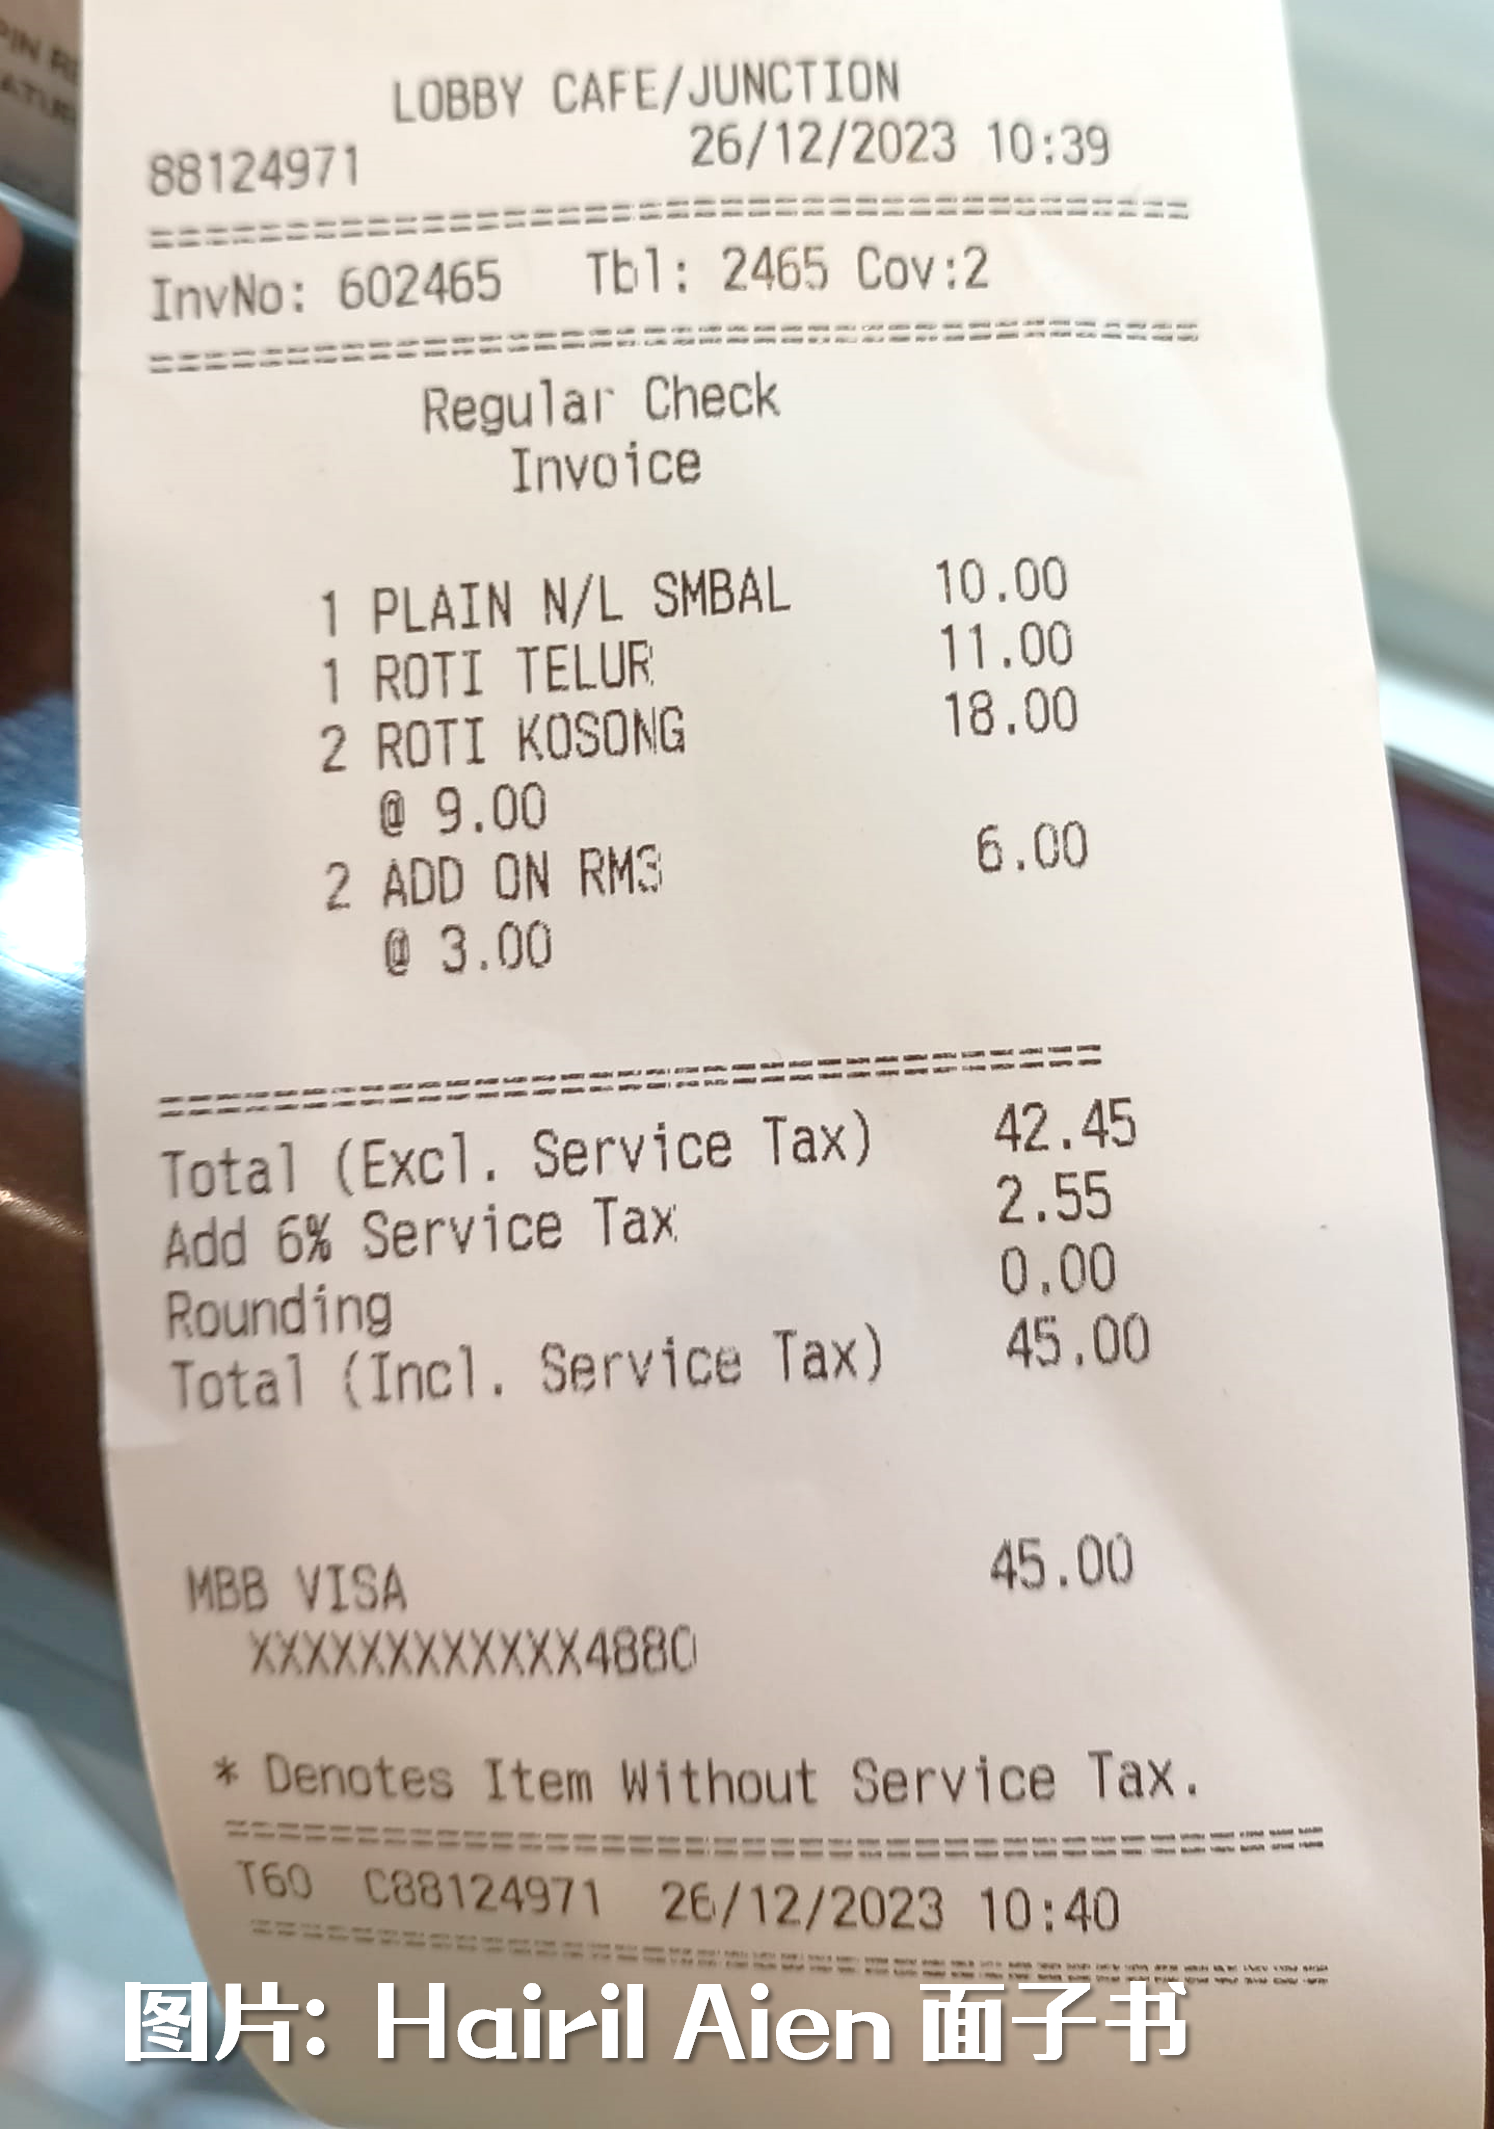 PIN RE
ATUR
LOBBY CAFE/JUNCTION
88124971 26/12/2023 10:39
=====================================
InvNo: 602465 Tbl: 2465 Cov:2
=====================================
Regular Check
Invoice
1 PLAIN N/L SMBAL 10.00
1 ROTI TELUR 11.00
2 ROTI KOSONG 18.00
@ 9.00
2 ADD ON RM3 6.00
@ 3.00
=====================================
Total (Excl. Service Tax) 42.45
Add 6% Service Tax 2.55
Rounding 0.00
Total (Incl. Service Tax) 45.00
MBB VISA 45.00
XXXXXXXXXXXX4880
* Denotes Item Without Service Tax.
=====================================
T60 C88124971 26/12/2023 10:40
=====================================
图片: Hairil Aien 面子书